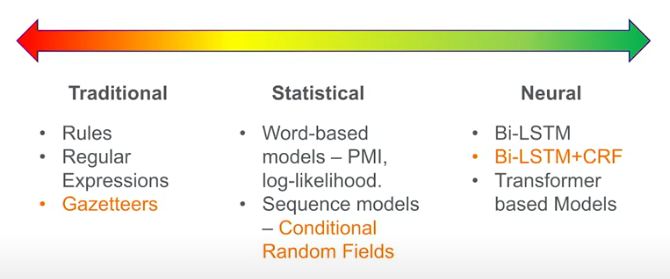 Traditional
• Rules
• Regular
Expressions
• Gazetteers
Statistical
• Word-based
models – PMI,
log-likelihood.
• Sequence models
– Conditional
Random Fields
Neural
• Bi-LSTM
• Bi-LSTM+CRF
• Transformer
based Models